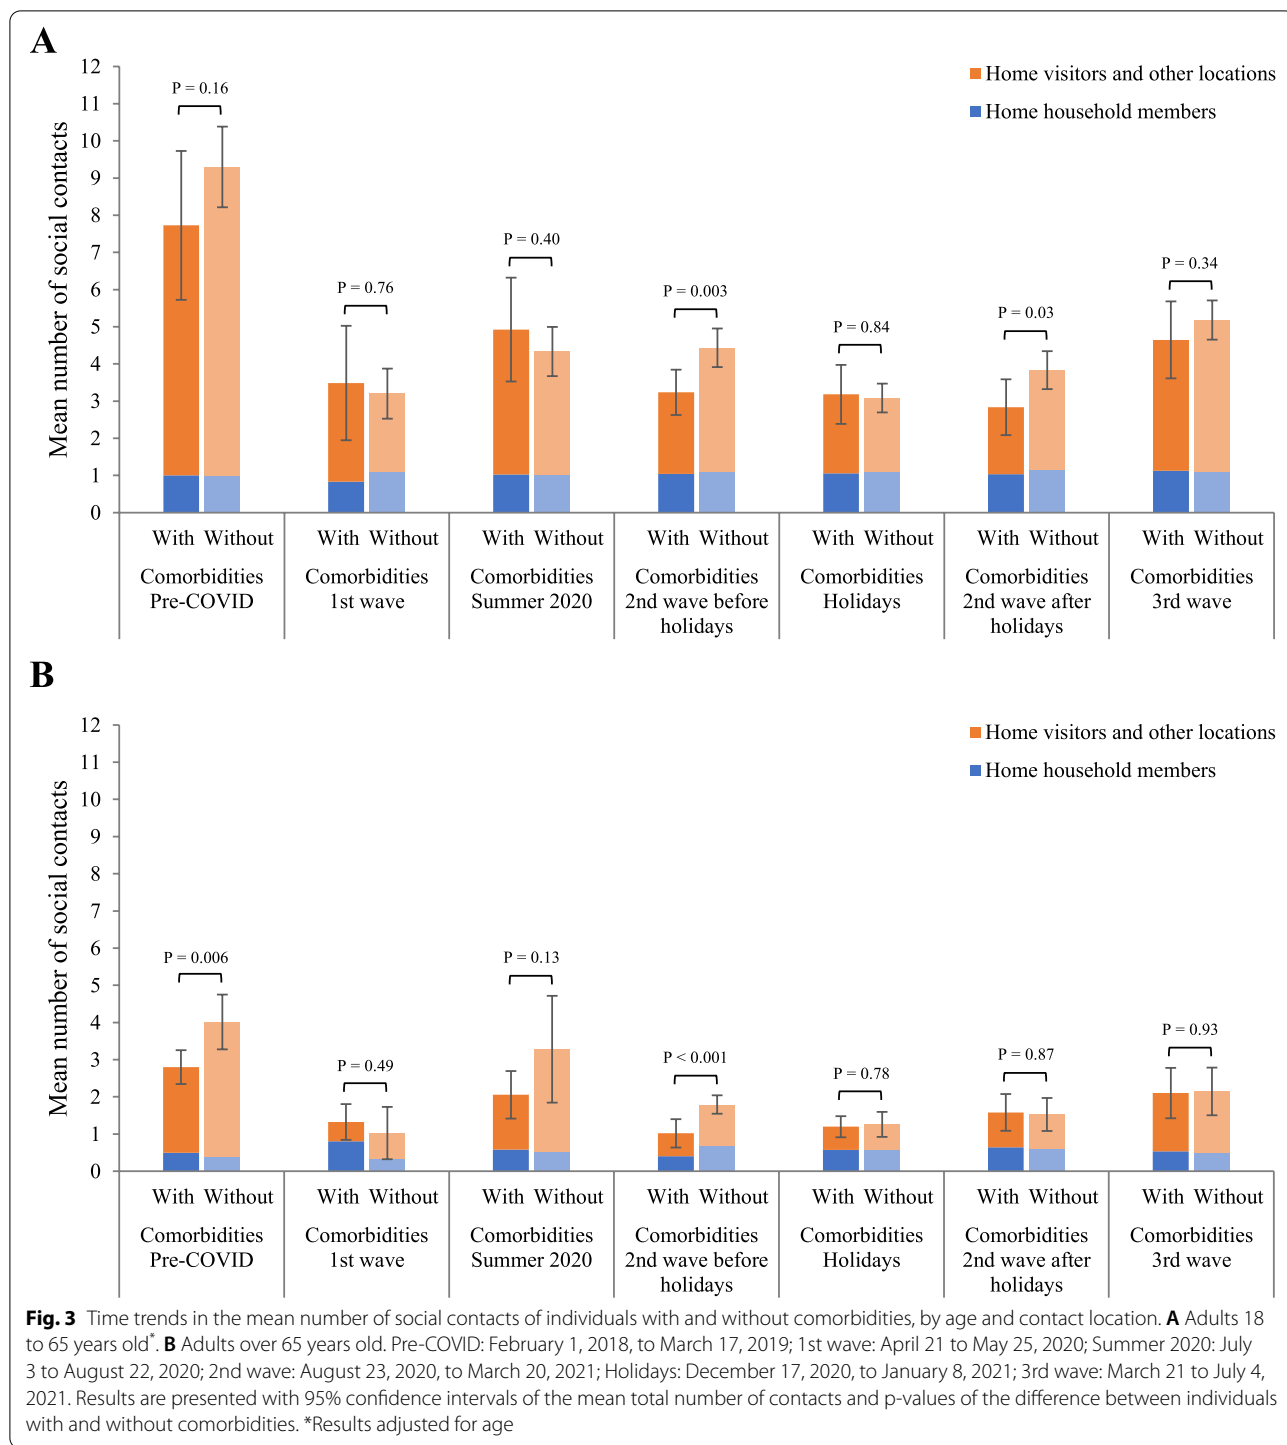 A
Home visitors and other locations
Home household members
Mean number of social contacts
12
11
10
9
8
7
6
5
4
3
2
1
0
P = 0.16
P = 0.76
P = 0.40
P = 0.003
P = 0.84
P = 0.03
P = 0.34
With Without With Without With Without With Without With Without With Without With Without
Comorbidities Comorbidities Comorbidities Comorbidities Comorbidities Comorbidities Comorbidities
Pre-COVID 1st wave Summer 2020 2nd wave before Holidays 2nd wave after 3rd wave
holidays holidays
B
Home visitors and other locations
Home household members
Mean number of social contacts
12
11
10
9
8
7
6
5
4
3
2
1
0
P = 0.006
P = 0.49
P = 0.13
P < 0.001
P = 0.78
P = 0.87
P = 0.93
With Without With Without With Without With Without With Without With Without With Without
Comorbidities Comorbidities Comorbidities Comorbidities Comorbidities Comorbidities Comorbidities
Pre-COVID 1st wave Summer 2020 2nd wave before Holidays 2nd wave after 3rd wave
holidays holidays
Fig. 3 Time trends in the mean number of social contacts of individuals with and without comorbidities, by age and contact location. A Adults 18
to 65 years old*. B Adults over 65 years old. Pre-COVID: February 1, 2018, to March 17, 2019; 1st wave: April 21 to May 25, 2020; Summer 2020: July
3 to August 22, 2020; 2nd wave: August 23, 2020, to March 20, 2021; Holidays: December 17, 2020, to January 8, 2021; 3rd wave: March 21 to July 4,
2021. Results are presented with 95% confidence intervals of the mean total number of contacts and p-values of the difference between individuals
with and without comorbidities. *Results adjusted for age